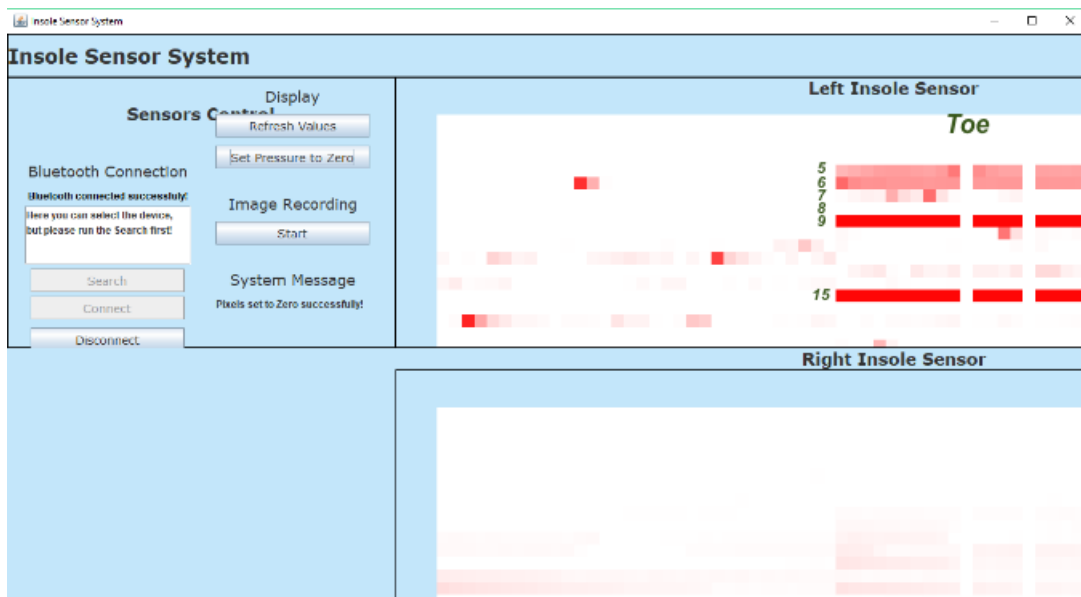 Insole Sensor System
Insole Sensor System
Sensors Control
Display
Refresh Values
Set Pressure to Zero
Bluetooth Connection
Bluetooth connected successfuly!
Here you can select the device,
but please run the Search first!
Search
Connect
Disconnect
Image Recording
Start
System Message
Pixels set to Zero successfully!
Left Insole Sensor
Toe
5
6
7
8
9
15
Right Insole Sensor